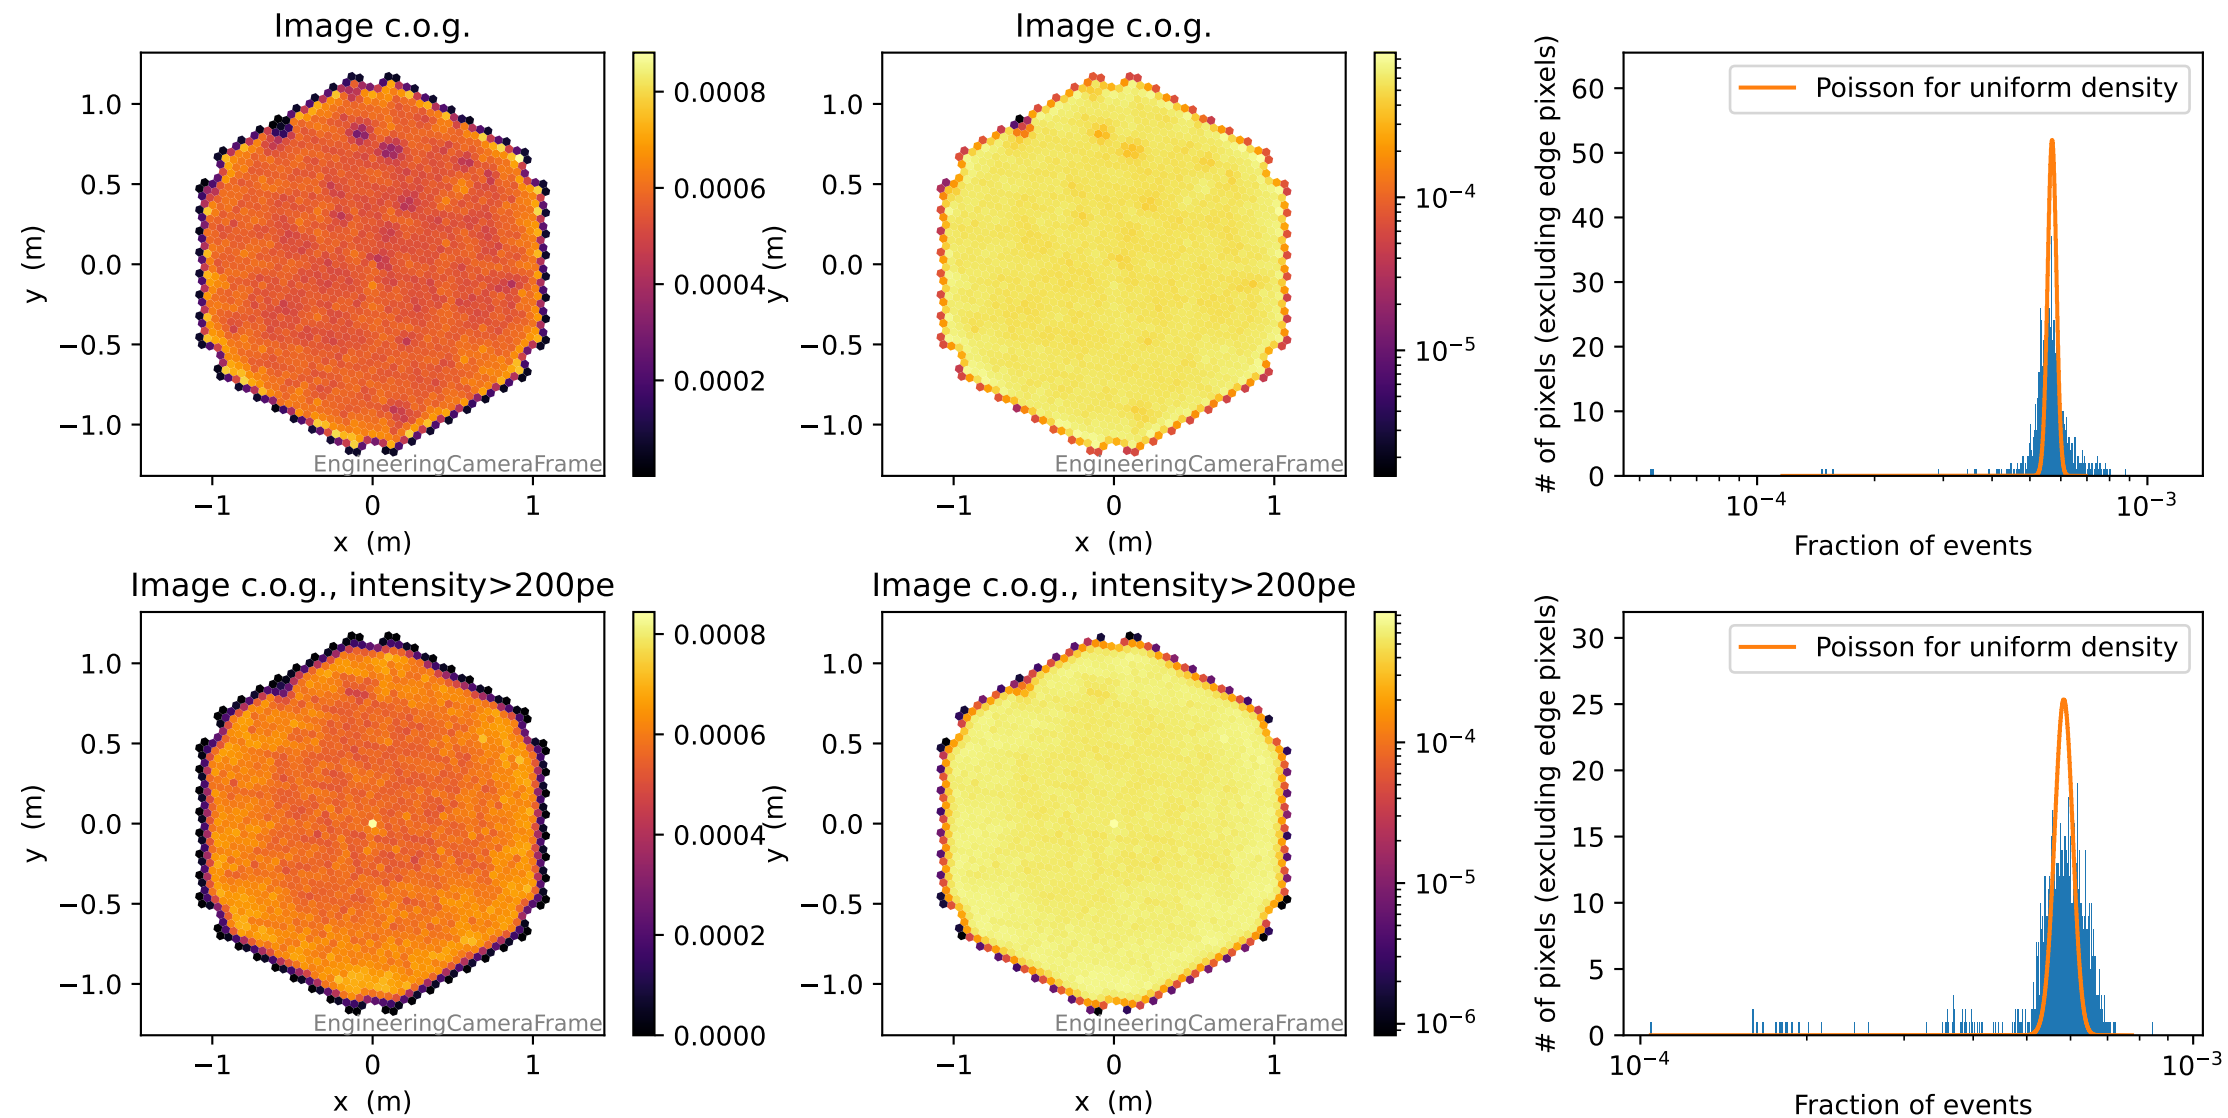 Image c.o.g.
1.0
0.5
0.0
−0.5
−1.0
y (m)
−1
0
1
x (m)
EngineeringCameraFrame
0.0008
0.0006
0.0004
0.0002
Image c.o.g.
1.0
0.5
0.0
−0.5
−1.0
y (m)
−1
0
1
x (m)
EngineeringCameraFrame
10⁻⁴
10⁻⁵
# of pixels (excluding edge pixels)
60
50
40
30
20
10
0
Poisson for uniform density
10⁻⁴
10⁻³
Fraction of events
Image c.o.g., intensity>200pe
1.0
0.5
0.0
−0.5
−1.0
y (m)
−1
0
1
x (m)
EngineeringCameraFrame
0.0008
0.0006
0.0004
0.0002
0.0000
Image c.o.g., intensity>200pe
1.0
0.5
0.0
−0.5
−1.0
y (m)
−1
0
1
x (m)
EngineeringCameraFrame
10⁻⁴
10⁻⁵
10⁻⁶
# of pixels (excluding edge pixels)
30
25
20
15
10
5
0
Poisson for uniform density
10⁻⁴
10⁻³
Fraction of events